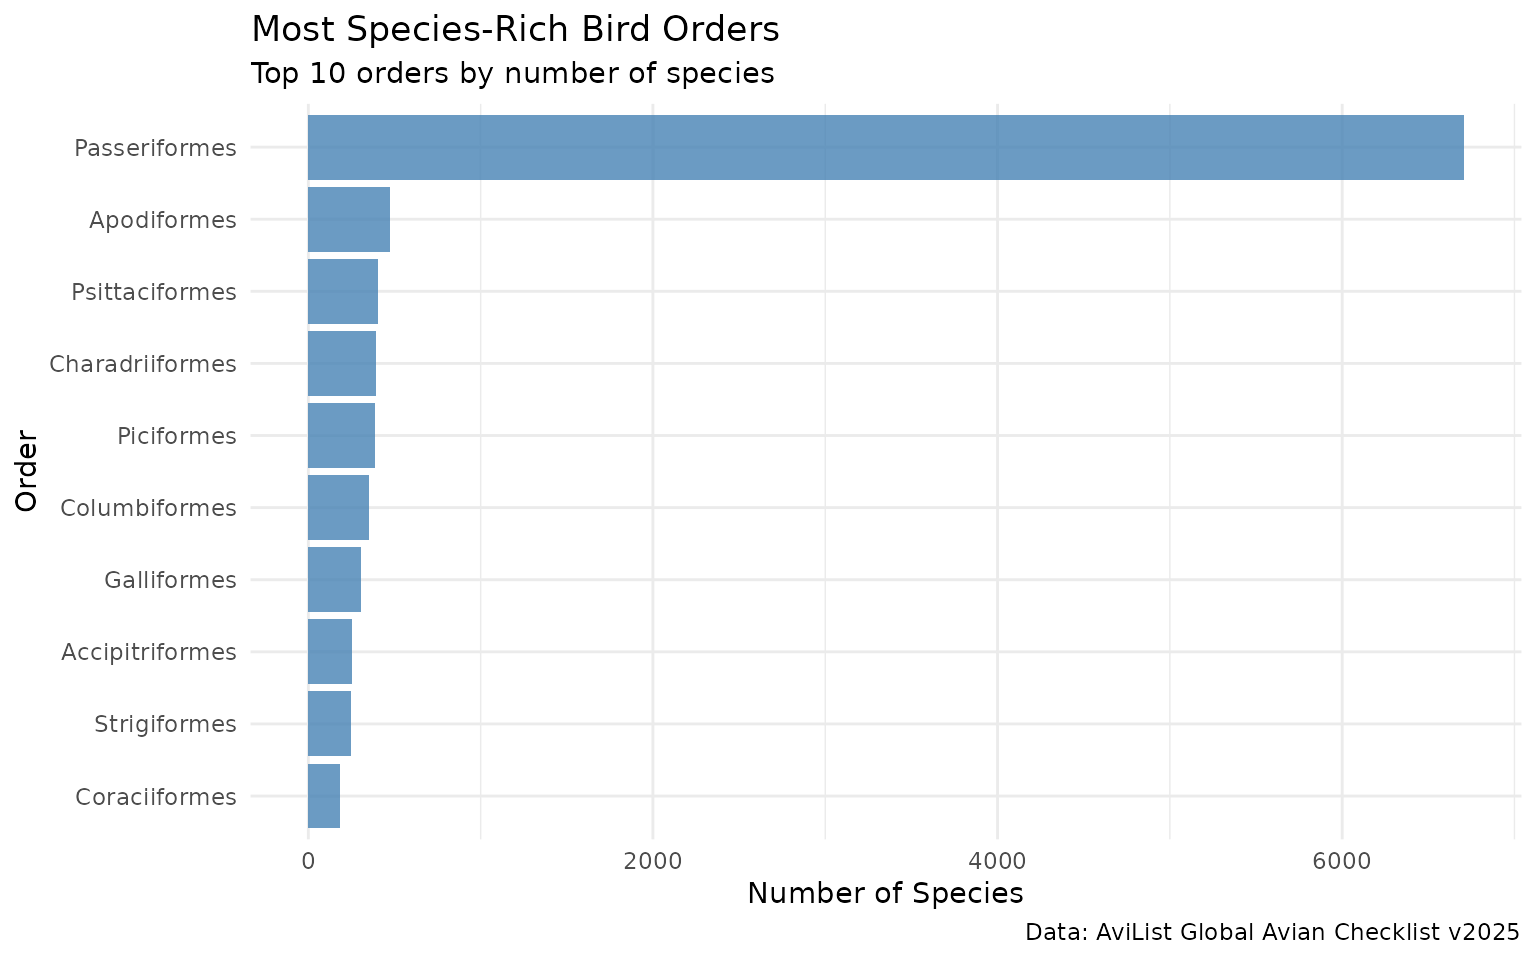 Most Species-Rich Bird Orders
Top 10 orders by number of species
Passeriformes
Apodiformes
Psittaciformes
Charadriiformes
Piciformes
Columbiformes
Galliformes
Accipitriformes
Strigiformes
Coraciiformes
Order
0 2000 4000 6000
Number of Species
Data: AviList Global Avian Checklist v2025